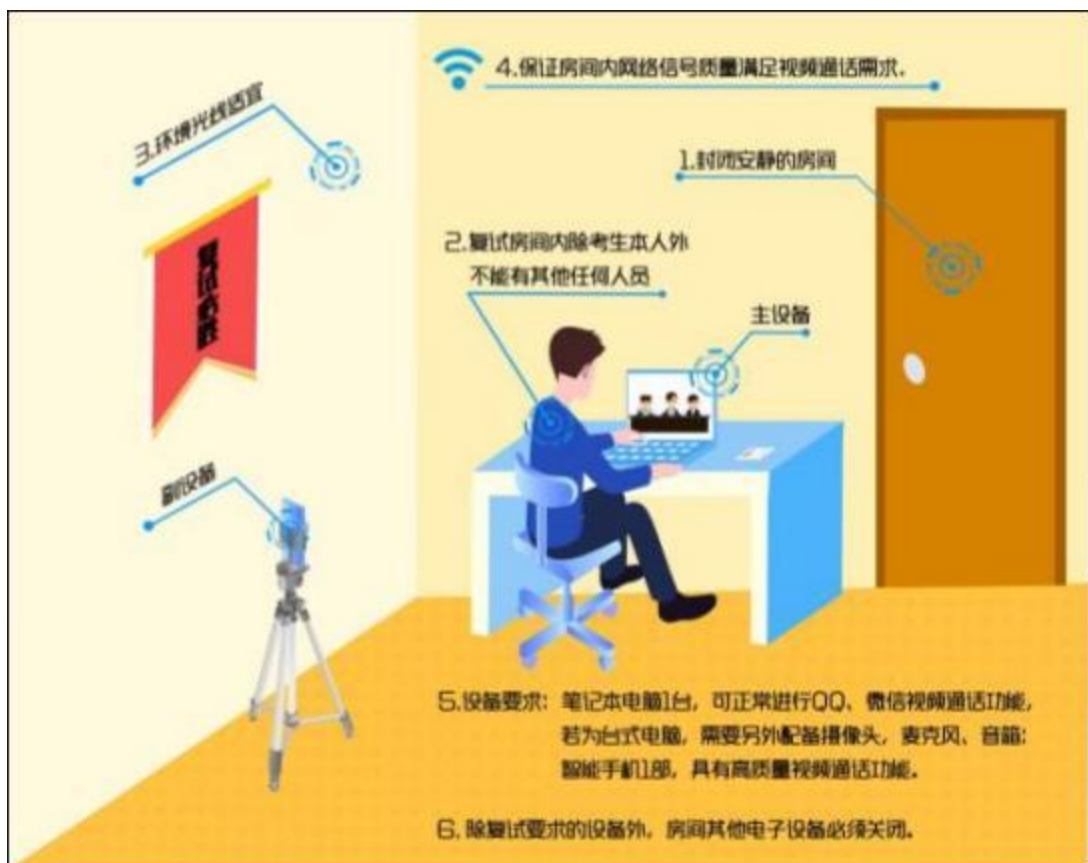 4.保证房间内网络信号质量满足视频通话需求.
3.环境光线适宜
1.封闭安静的房间
复试必胜
2.复试房间内除考生本人外
不能有其他任何人员
主设备
副设备
5.设备要求：笔记本电脑1台，可正常进行QQ、微信视频通话功能，
若为台式电脑，需要另外配备摄像头，麦克风、音箱；
智能手机1部，具有高质量视频通话功能。
6.除复试要求的设备外，房间其他电子设备必须关闭。